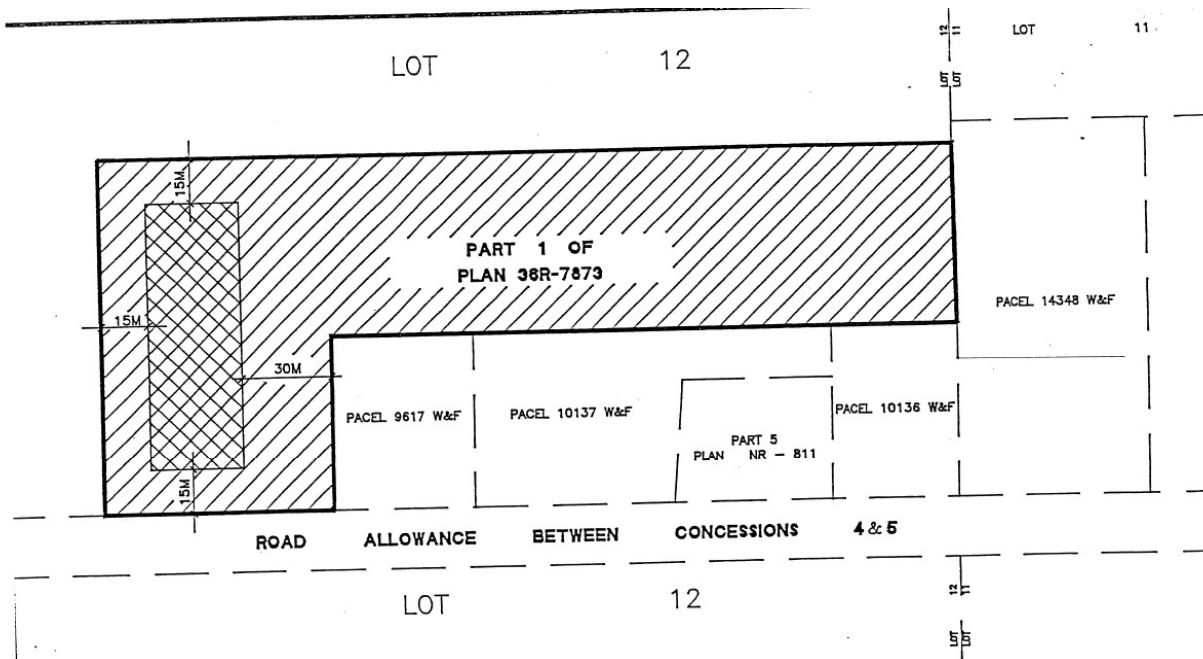 LOT 12
12 11
LOT LOT
LOT 11
15M
PART 1 OF
PLAN 36R-7873
15M
30M
15M
PACEL 14348 W&F
PACEL 9617 W&F
PACEL 10137 W&F
PACEL 10136 W&F
PART 5
PLAN NR – 811
ROAD ALLOWANCE BETWEEN CONCESSIONS 4 & 5
LOT 12
12 11
LOT LOT